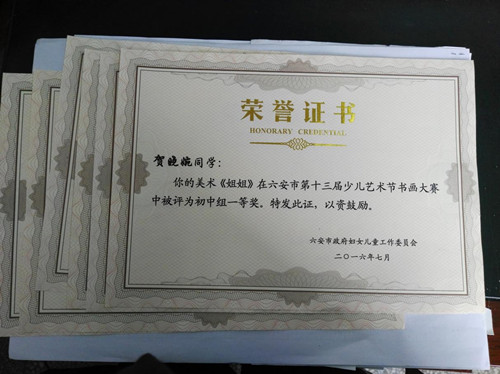 荣誉证书
HONORARY CREDENTIAL
贺晓婉同学：
你的美术《姐姐》在六安市第十三届少儿艺术节书画大赛
中被评为初中组一等奖。特发此证，以资鼓励。
六安市政府妇女儿童工作委员会
二〇一六年七月